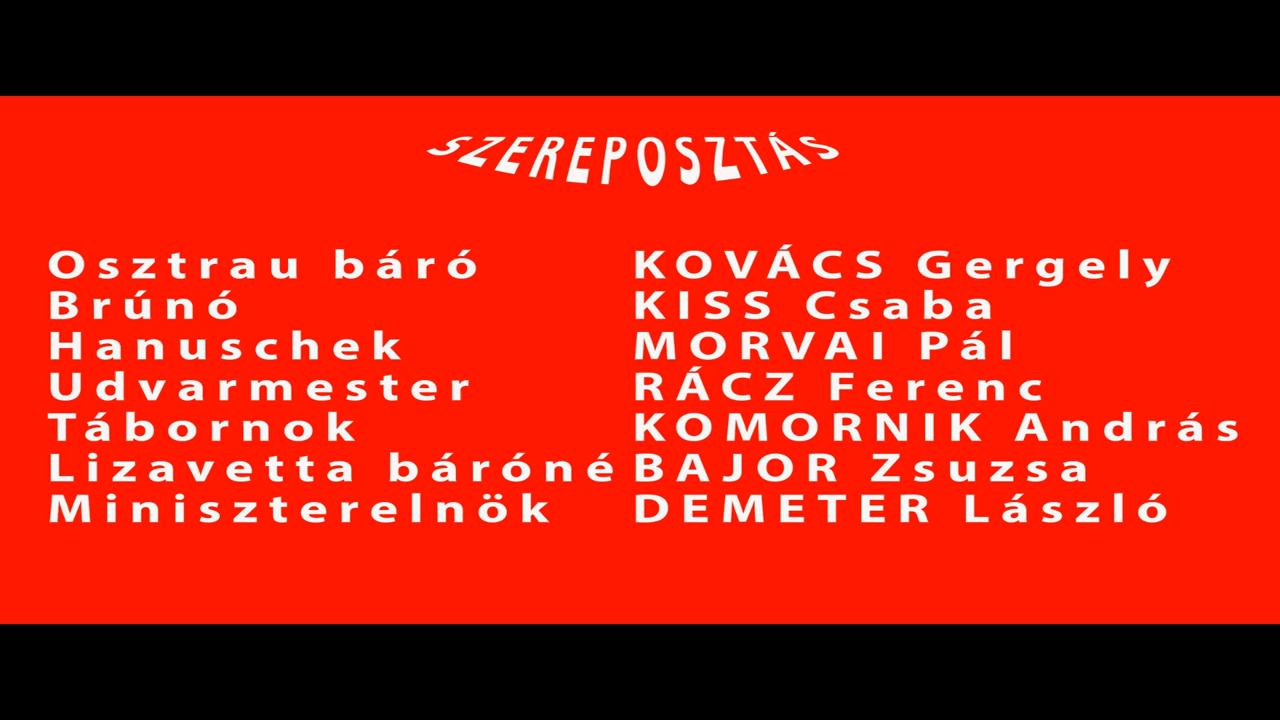 SZEREPOSZTÁS
Osztrau báró KOVÁCS Gergely
Brúnó KISS Csaba
Hanuschek MORVAI Pál
Udvarmester RÁCZ Ferenc
Tábornok KOMORNIK András
Lizavetta báróné BAJOR Zsuzsa
Miniszterelnök DEMETER László